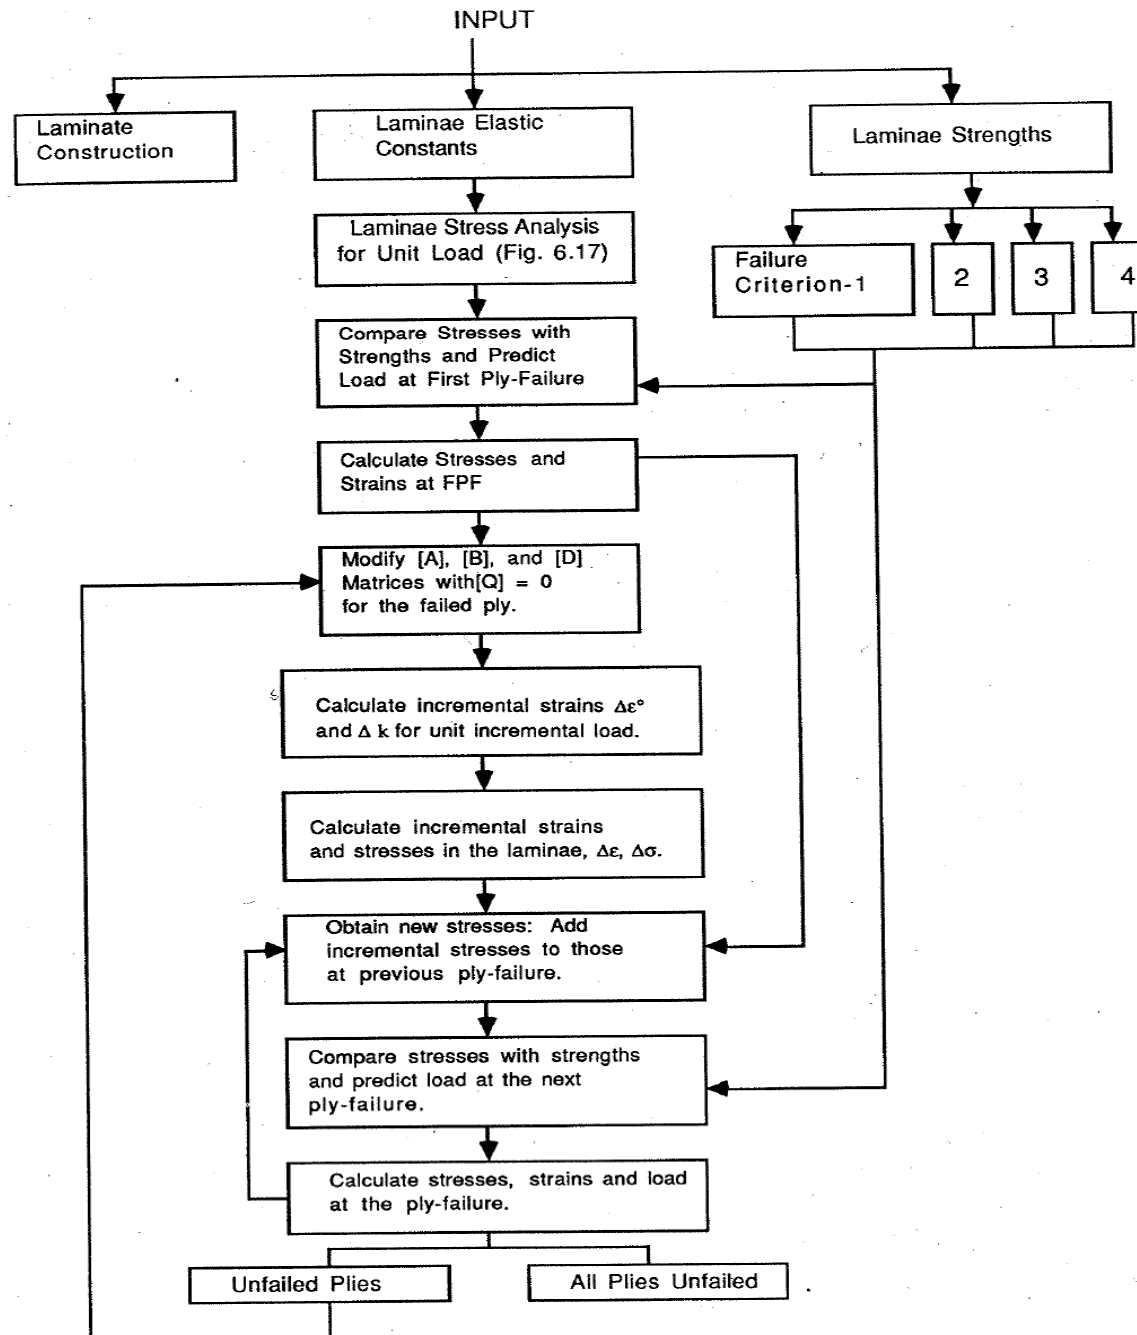 INPUT
Laminate
Construction
Laminae Elastic
Constants
Laminae Strengths
Laminae Stress Analysis
for Unit Load (Fig. 6.17)
Failure
Criterion-1
2
3
4
Compare Stresses with
Strengths and Predict
Load at First Ply-Failure
Calculate Stresses and
Strains at FPF
Modify [A], [B], and [D]
Matrices with[Q] = 0
for the failed ply.
Calculate incremental strains Δε°
and Δ k for unit incremental load.
Calculate incremental strains
and stresses in the laminae, Δε, Δσ.
Obtain new stresses: Add
incremental stresses to those
at previous ply-failure.
Compare stresses with strengths
and predict load at the next
ply-failure.
Calculate stresses, strains and load
at the ply-failure.
Unfailed Plies
All Plies Unfailed